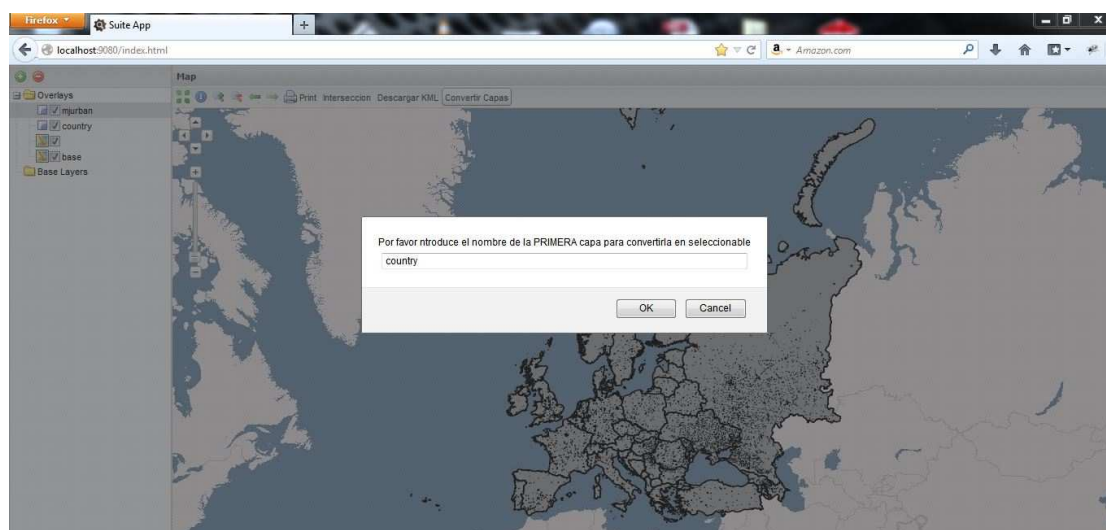 Firefox
Suite App
+
localhost:9080/index.html
Amazon.com
Map
Overlays
Print Interseccion Descargar KML Convertir Capas
mjurban
country
base
Base Layers
Por favor ntroduce el nombre de la PRIMERA capa para convertirla en seleccionable
country
OK Cancel